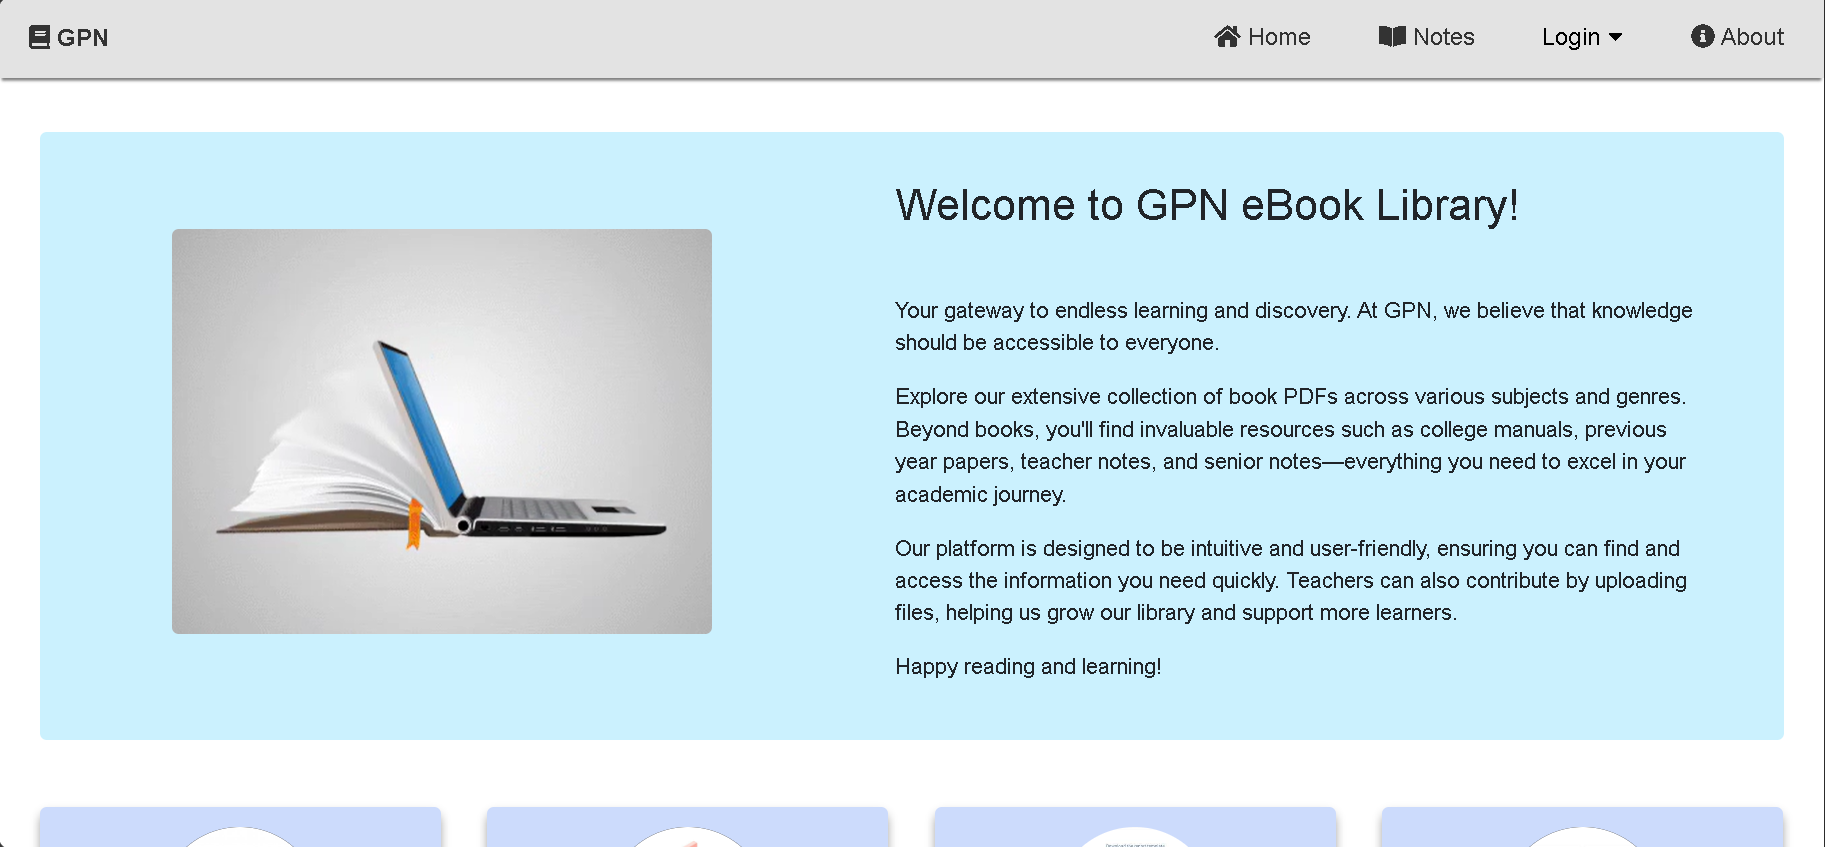 GPN
Home
Notes
Login
About
Welcome to GPN eBook Library!
Your gateway to endless learning and discovery. At GPN, we believe that knowledge
should be accessible to everyone.
Explore our extensive collection of book PDFs across various subjects and genres.
Beyond books, you'll find invaluable resources such as college manuals, previous
year papers, teacher notes, and senior notes—everything you need to excel in your
academic journey.
Our platform is designed to be intuitive and user-friendly, ensuring you can find and
access the information you need quickly. Teachers can also contribute by uploading
files, helping us grow our library and support more learners.
Happy reading and learning!